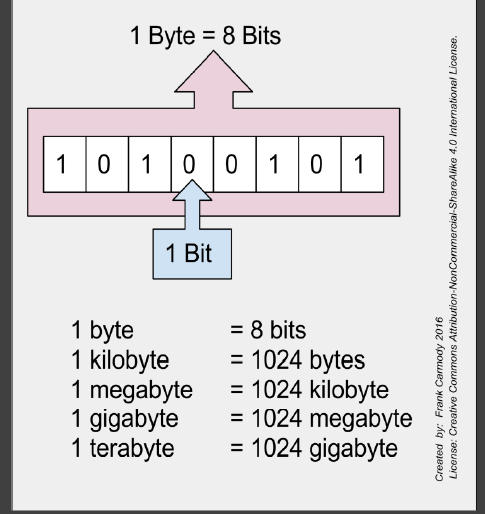 1 Byte = 8 Bits
1 0 1 0 0 1 0 1
1 Bit
1 byte = 8 bits
1 kilobyte = 1024 bytes
1 megabyte = 1024 kilobyte
1 gigabyte = 1024 megabyte
1 terabyte = 1024 gigabyte
Created by: Frank Carmody 2016
License: Creative Commons Attribution-NonCommercial-ShareAlike 4.0 International License.